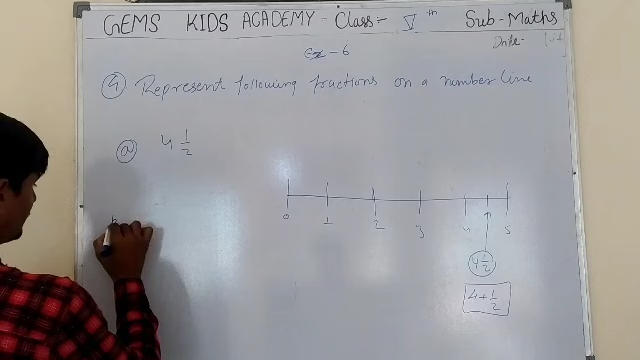 GEMS KIDS ACADEMY - Class:- V th Sub - Maths
Date-
Ex - 6
④ Represent following fractions on a number line
ⓐ 4 1/2
0 1 2 3 4 5
4 1/2
4 + 1/2